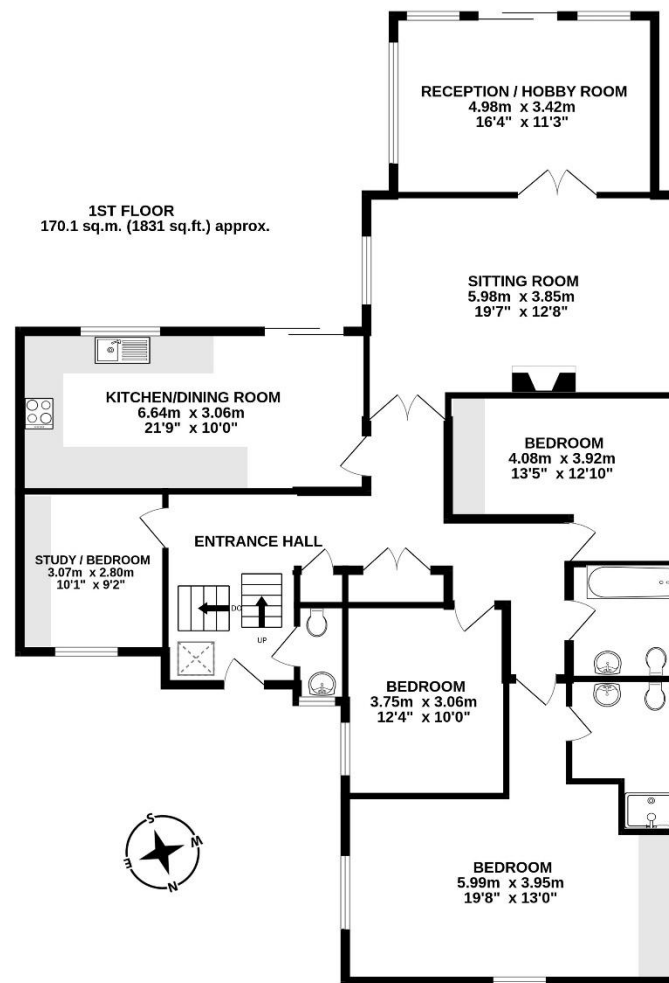 RECEPTION / HOBBY ROOM
4.98m x 3.42m
16'4" x 11'3"
1ST FLOOR
170.1 sq.m. (1831 sq.ft.) approx.
SITTING ROOM
5.98m x 3.85m
19'7" x 12'8"
KITCHEN/DINING ROOM
6.64m x 3.06m
21'9" x 10'0"
BEDROOM
4.08m x 3.92m
13'5" x 12'10"
ENTRANCE HALL
STUDY / BEDROOM
3.07m x 2.80m
10'1" x 9'2"
DO
UP
BEDROOM
3.75m x 3.06m
12'4" x 10'0"
S
W
E
N
BEDROOM
5.99m x 3.95m
19'8" x 13'0"